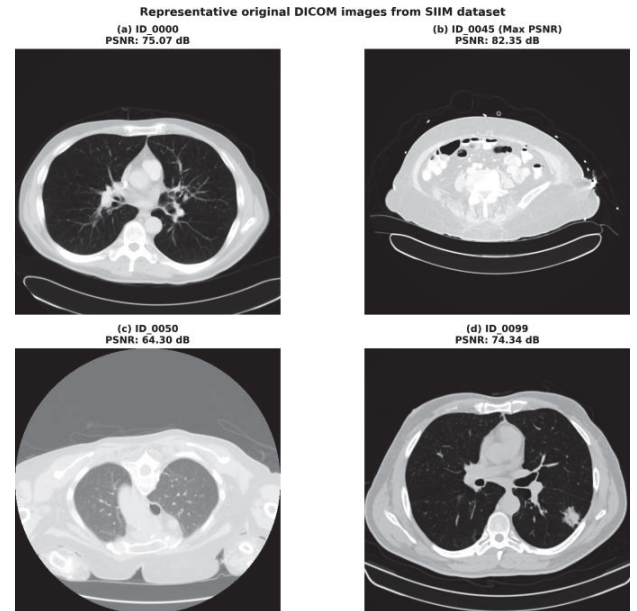 Representative original DICOM images from SIIM dataset
(a) ID_0000
PSNR: 75.07 dB
(b) ID_0045 (Max PSNR)
PSNR: 82.35 dB
(c) ID_0050
PSNR: 64.30 dB
(d) ID_0099
PSNR: 74.34 dB